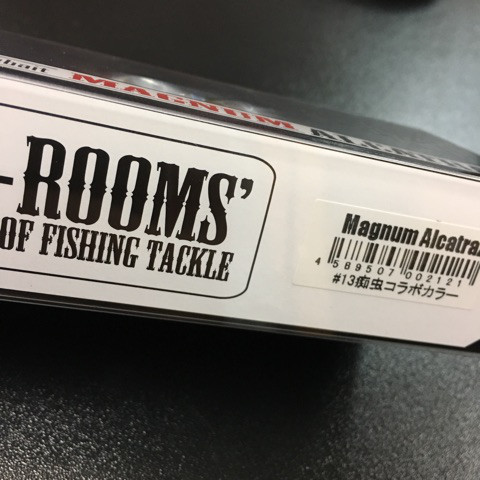 MAGNUM
-ROOMS'
OF FISHING TACKLE
Magnum Alcatra
4 589507 002121
#13痴虫コラボカラー